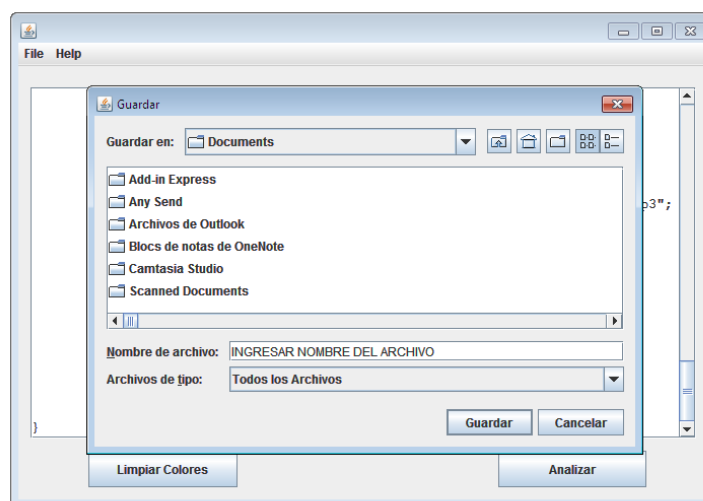 File Help
Guardar
Guardar en: Documents
Add-in Express
Any Send
Archivos de Outlook
Blocs de notas de OneNote
Camtasia Studio
Scanned Documents
p3";
Nombre de archivo: INGRESAR NOMBRE DEL ARCHIVO
Archivos de tipo: Todos los Archivos
Guardar Cancelar
}
Limpiar Colores Analizar